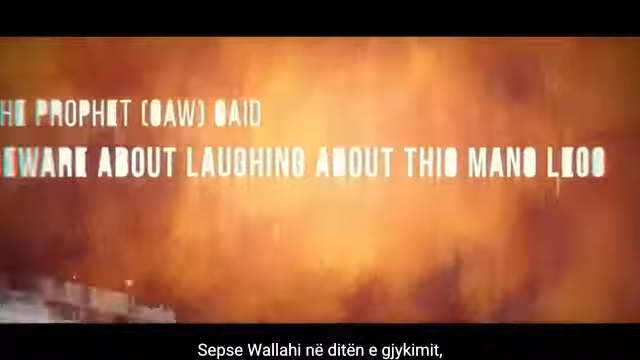 HE PROPHET (SAW) SAID
EWARE ABOUT LAUGHING ABOUT THIS MANS LEGS
Sepse Wallahi në ditën e gjykimit,